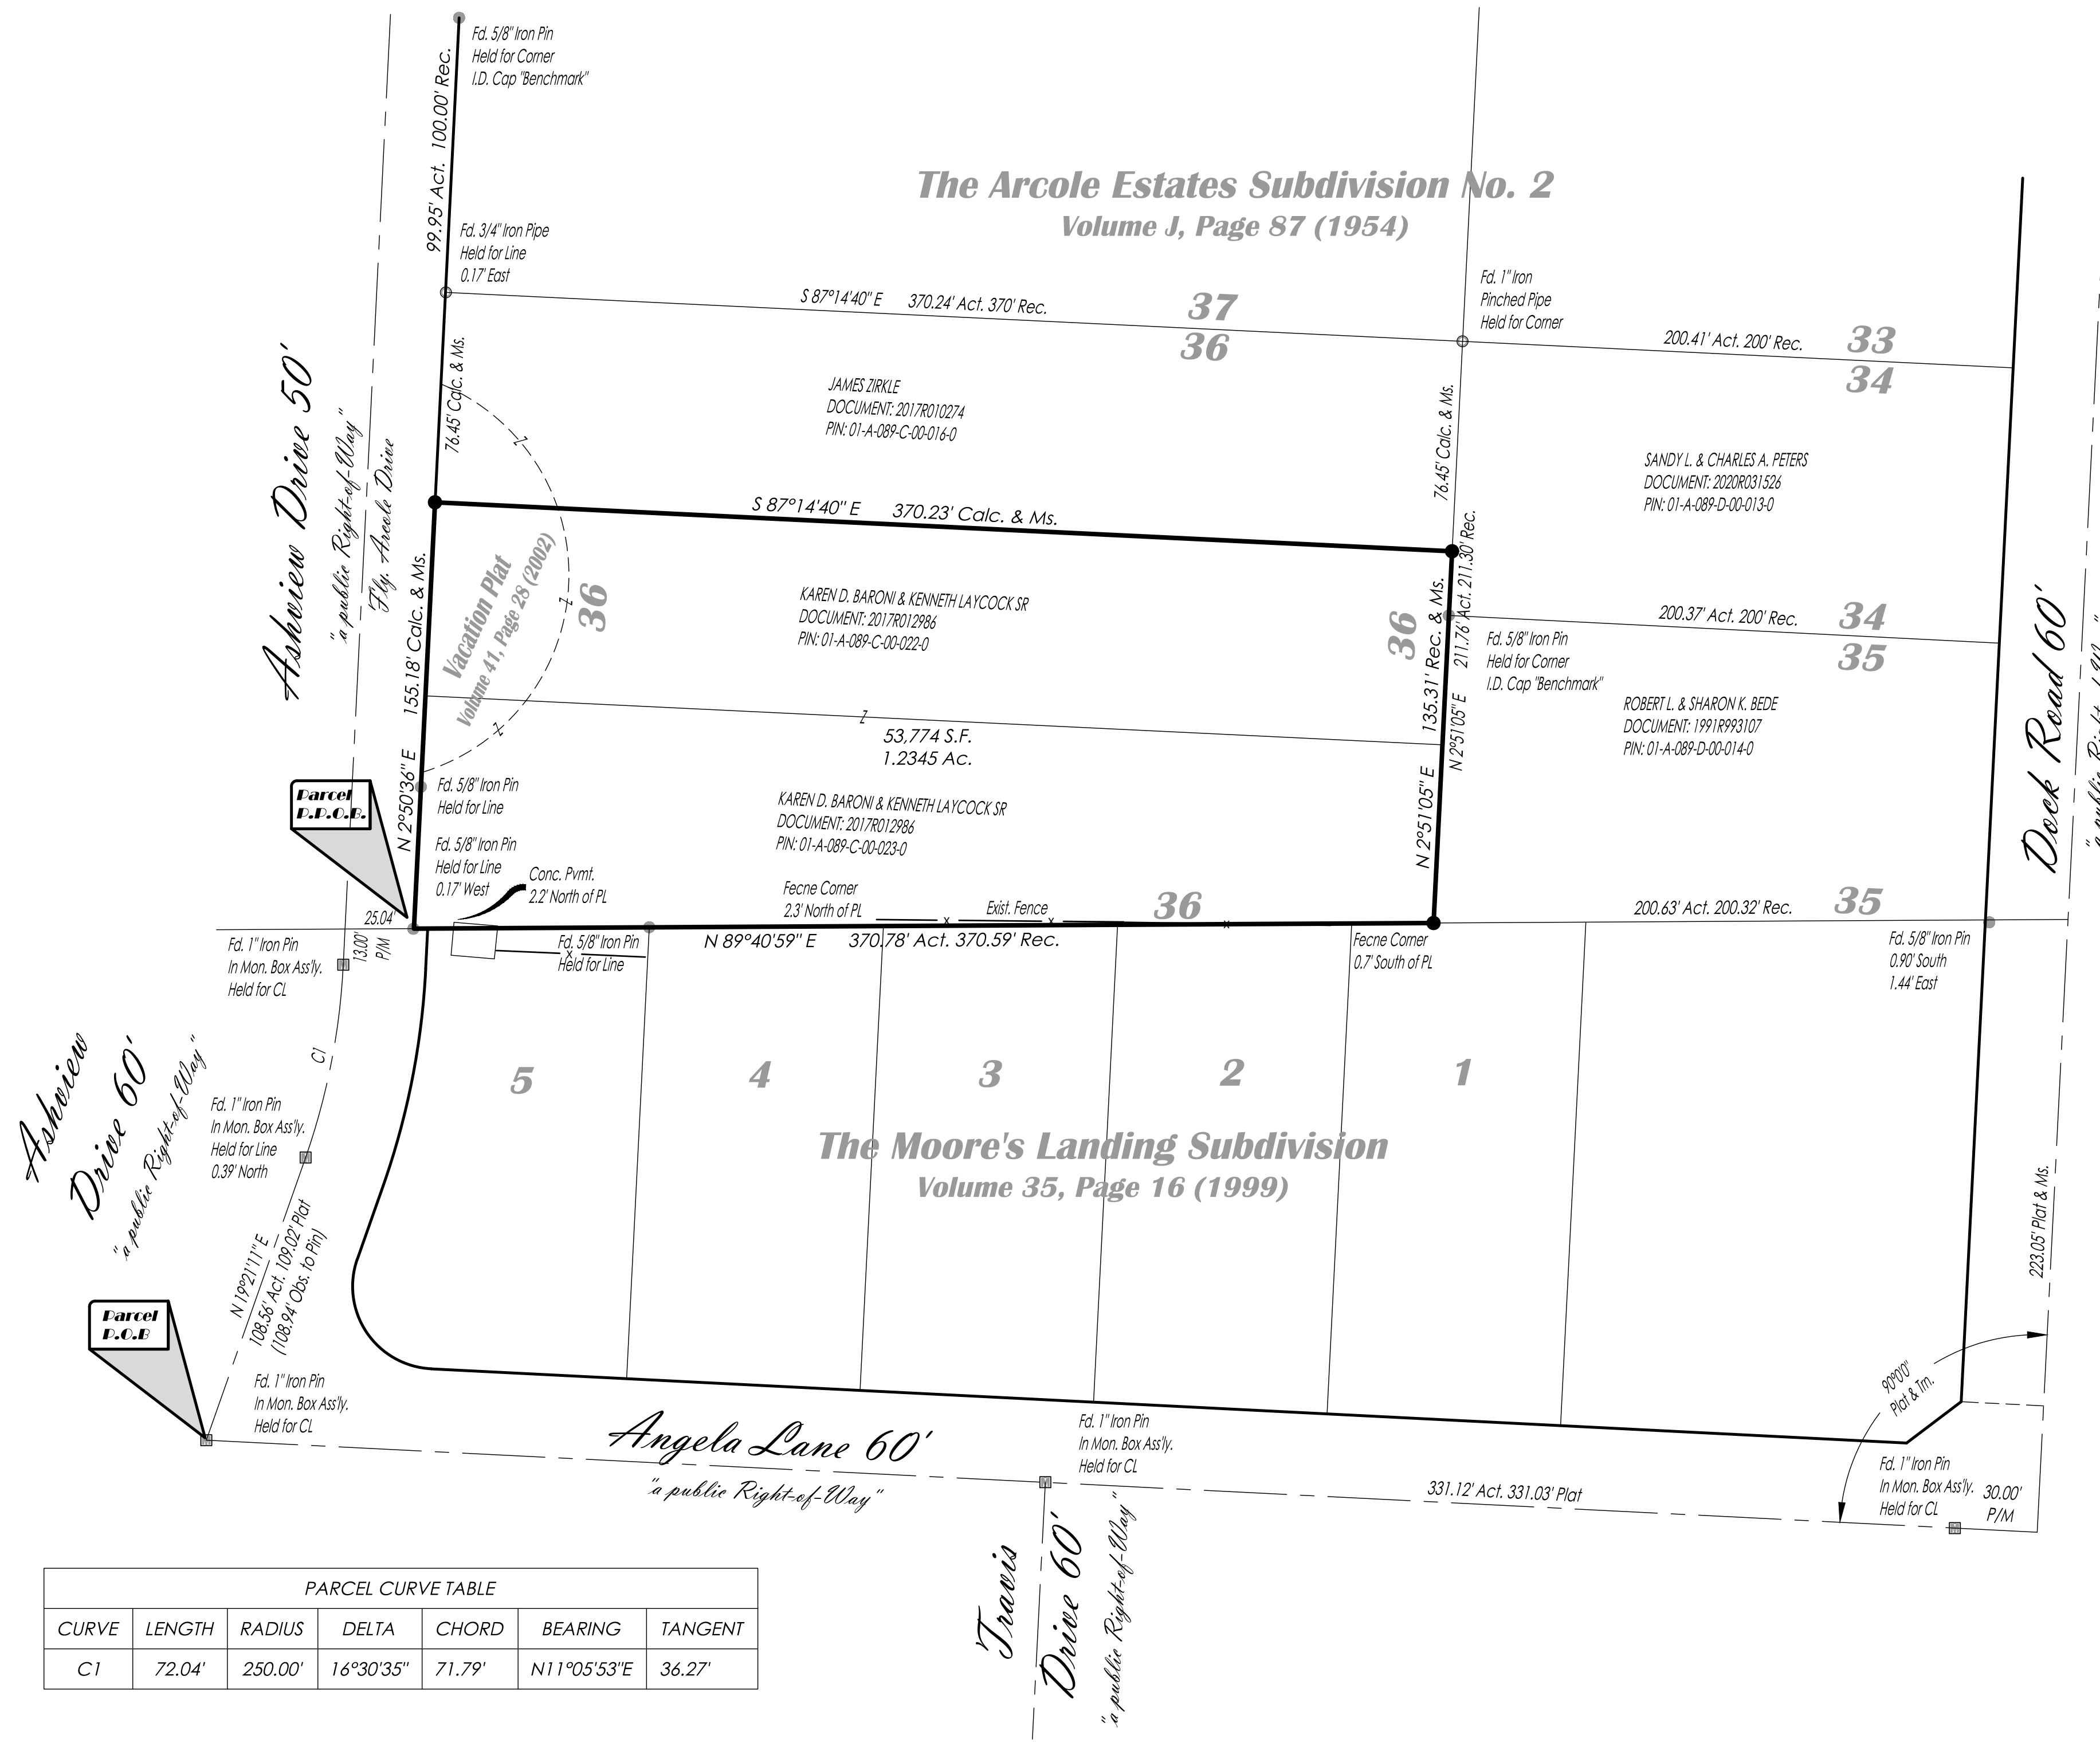 Fd. 5/8" Iron Pin
Held for Corner
I.D. Cap "Benchmark"
99.95' Act. 100.00' Rec.
The Arcole Estates Subdivision No. 2
Volume J, Page 87 (1954)
Fd. 3/4" Iron Pipe
Held for Line
0.17' East
Fd. 1" Iron
Pinched Pipe
Held for Corner
S 87°14'40" E 370.24' Act. 370' Rec.
37
36
200.41' Act. 200' Rec.
33
34
Ashview Drive 50'
"a public Right-of-Way"
'Fly. Arcole Drive
76.45' Calc. & Ms.
JAMES ZIRKLE
DOCUMENT: 2017R010274
PIN: 01-A-089-C-00-016-0
76.45' Calc. & Ms.
SANDY L. & CHARLES A. PETERS
DOCUMENT: 2020R031526
PIN: 01-A-089-D-00-013-0
S 87°14'40" E 370.23' Calc. & Ms.
Z
Z
Z
Vacation Plat
Volume 41, Page 28 (2002)
36
KAREN D. BARONI & KENNETH LAYCOCK SR
DOCUMENT: 2017R012986
PIN: 01-A-089-C-00-022-0
36
N 2°51'05" E 135.31' Rec. & Ms.
N 2°51'05" E 211.76' Act. 211.30' Rec.
200.37' Act. 200' Rec.
34
35
Fd. 5/8" Iron Pin
Held for Corner
I.D. Cap "Benchmark"
ROBERT L. & SHARON K. BEDE
DOCUMENT: 1991R993107
PIN: 01-A-089-D-00-014-0
Dock Road 60'
N 2°50'36" E 155.18' Calc. & Ms.
Z
53,774 S.F.
1.2345 Ac.
Parcel
P.P.O.B.
Fd. 5/8" Iron Pin
Held for Line
Fd. 5/8" Iron Pin
Held for Line
0.17' West
KAREN D. BARONI & KENNETH LAYCOCK SR
DOCUMENT: 2017R012986
PIN: 01-A-089-C-00-023-0
Conc. Pvmt.
2.2' North of PL
Fecne Corner
2.3' North of PL
Exist. Fence
36
200.63' Act. 200.32' Rec.
35
25.04'
13.00'
P/M
Fd. 1" Iron Pin
In Mon. Box Ass'ly.
Held for CL
Fd. 5/8" Iron Pin
Held for Line
N 89°40'59" E 370.78' Act. 370.59' Rec.
x
x
x
x
Fecne Corner
0.7' South of PL
Fd. 5/8" Iron Pin
0.90' South
1.44' East
Ashview
Drive 60'
"a public Right-of-Way"
C1
Fd. 1" Iron Pin
In Mon. Box Ass'ly.
Held for Line
0.39' North
5
4
3
2
1
The Moore's Landing Subdivision
Volume 35, Page 16 (1999)
N 19°21'11" E
108.56' Act. 109.02' Plat
(108.94' Obs. to Pin)
223.05' Plat & Ms.
Parcel
P.O.B
90°0'0"
Plat & Trn.
Fd. 1" Iron Pin
In Mon. Box Ass'ly.
Held for CL
Angela Lane 60'
"a public Right-of-Way"
Fd. 1" Iron Pin
In Mon. Box Ass'ly.
Held for CL
331.12' Act. 331.03' Plat
Fd. 1" Iron Pin
In Mon. Box Ass'ly.
Held for CL
30.00'
P/M
Travis
Drive 60'
"a public Right-of-Way"
PARCEL CURVE TABLE
CURVE LENGTH RADIUS DELTA CHORD BEARING TANGENT
C1 72.04' 250.00' 16°30'35" 71.79' N11°05'53"E 36.27'